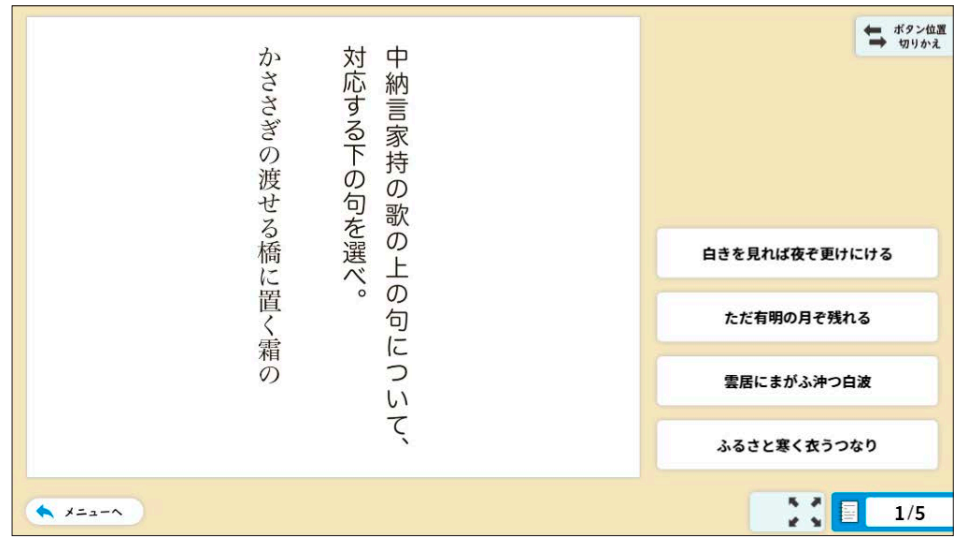 中納言家持の歌の上の句について、
対応する下の句を選べ。
かささぎの渡せる橋に置く霜の
ボタン位置
切りかえ
白きを見れば夜ぞ更けにける
ただ有明の月ぞ残れる
雲居にまがふ沖つ白波
ふるさと寒く衣うつなり
メニューへ
1/5